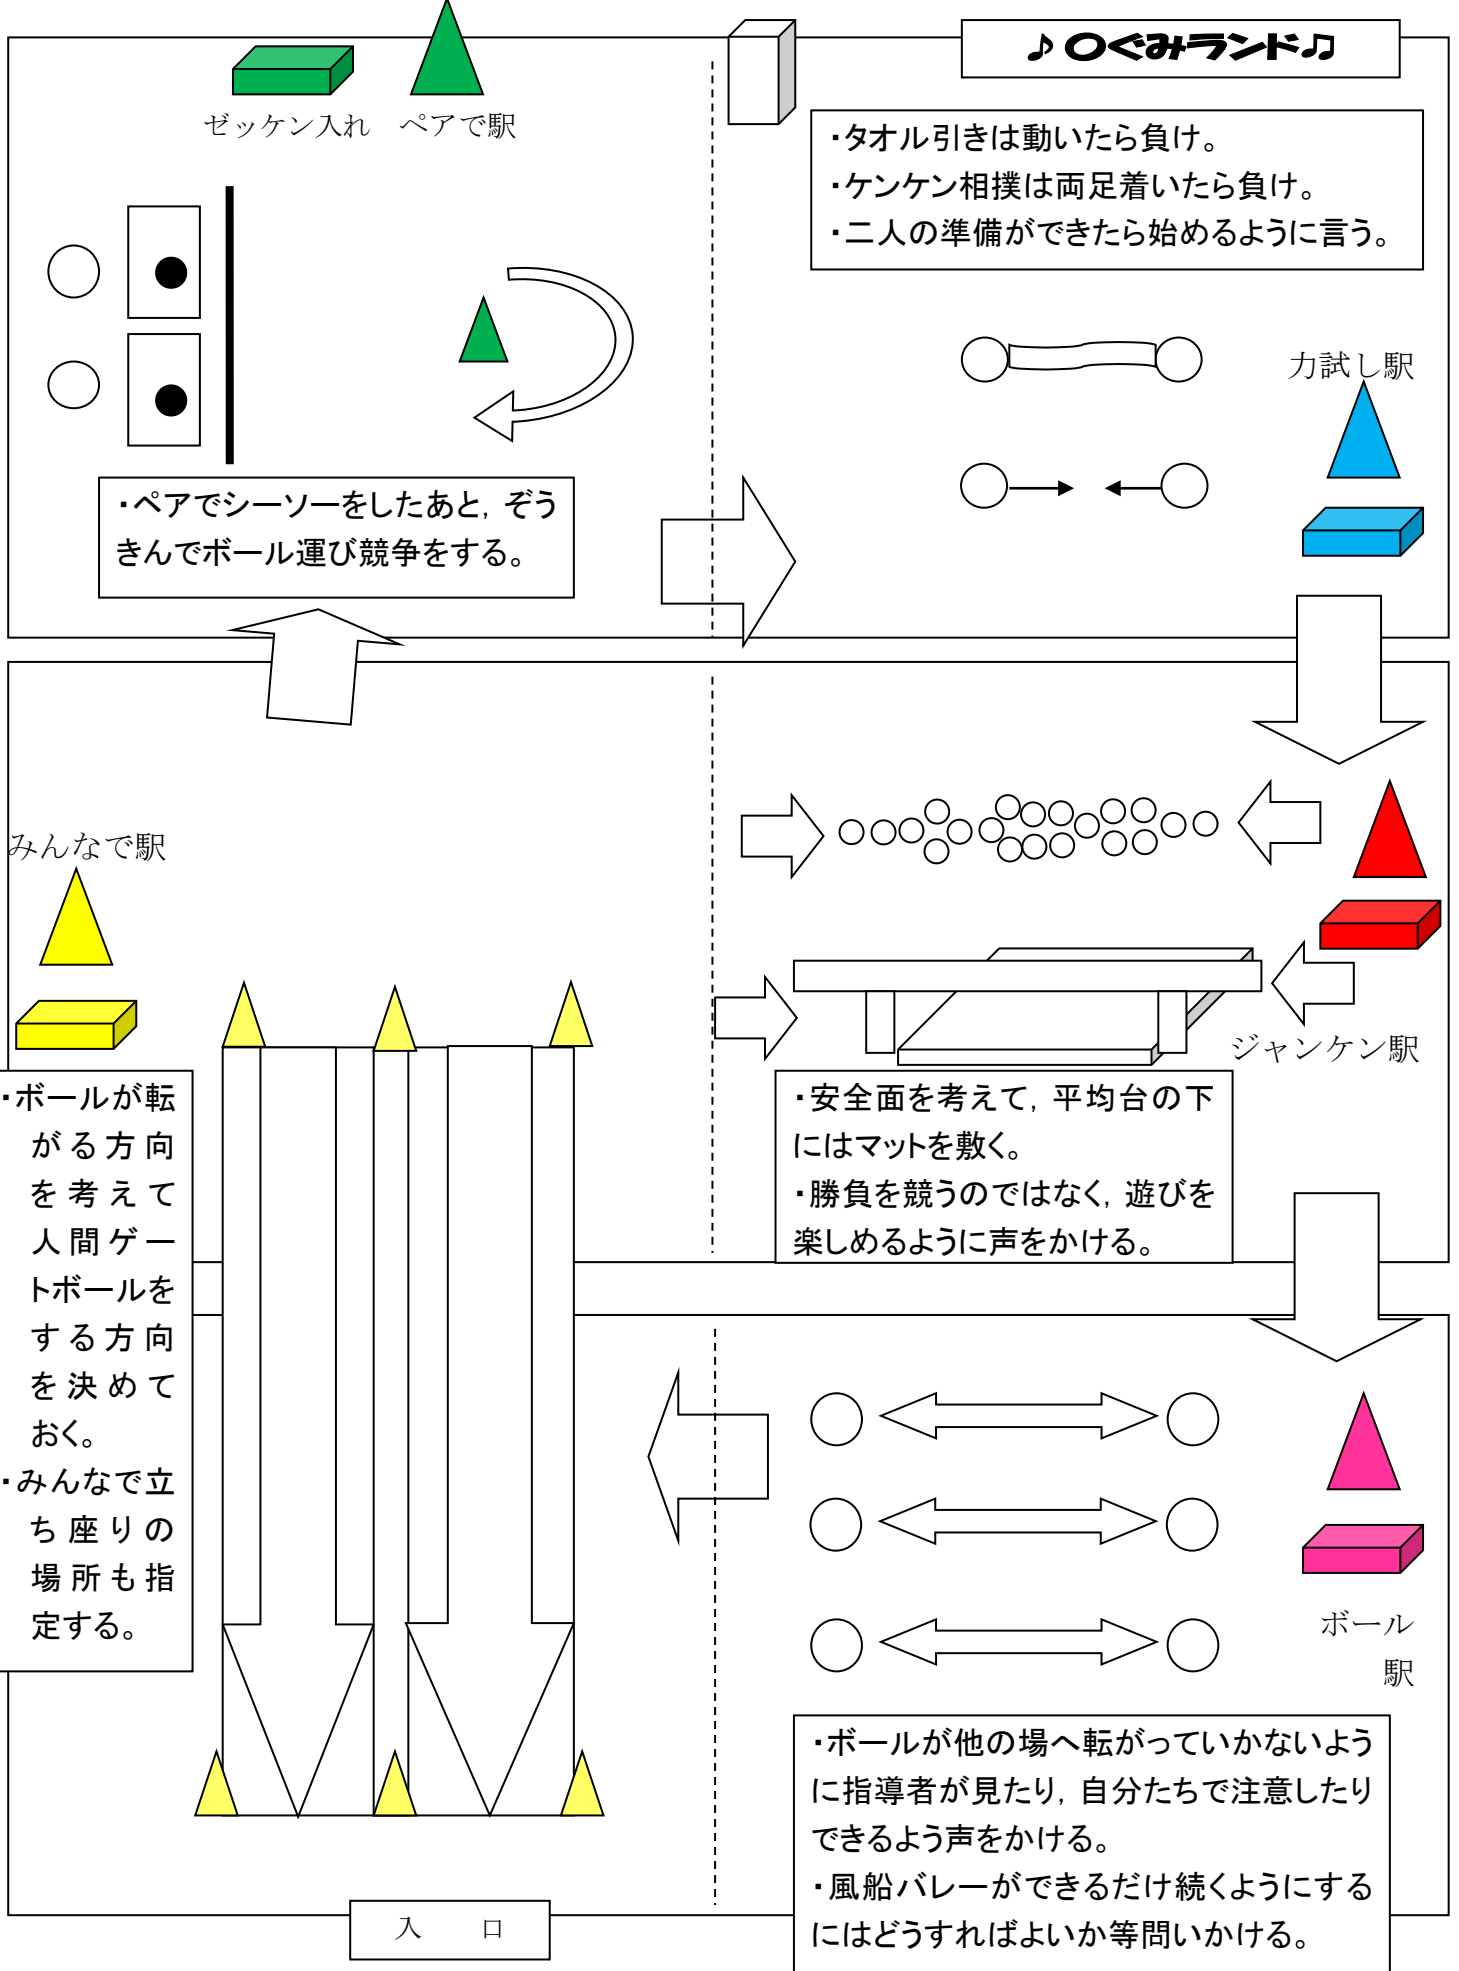 ♪〇ぐみランド♫
ゼッケン入れ　ペアで駅
・タオル引きは動いたら負け。
・ケンケン相撲は両足着いたら負け。
・二人の準備ができたら始めるように言う。
力試し駅
・ペアでシーソーをしたあと，ぞう
きんでボール運び競争をする。
みんなで駅
ジャンケン駅
・ボールが転
がる方向
を考えて
人間ゲー
トボールを
する方向
を決めて
おく。
・みんなで立
ち座りの
場所も指
定する。
・安全面を考えて，平均台の下
にはマットを敷く。
・勝負を競うのではなく，遊びを
楽しめるように声をかける。
ボール
駅
・ボールが他の場へ転がっていかないよう
に指導者が見たり，自分たちで注意したり
できるよう声をかける。
・風船バレーができるだけ続くようにする
にはどうすればよいか等問いかける。
入　　口